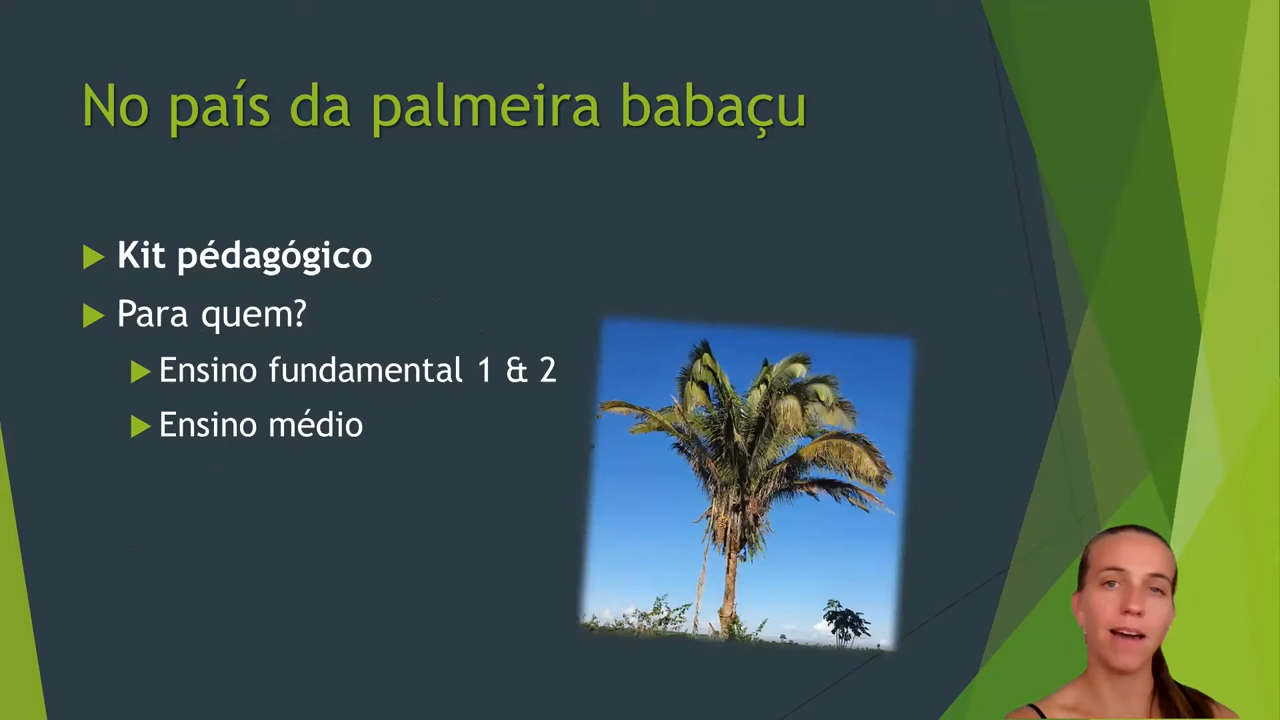 No país da palmeira babaçu
Kit pédagógico
Para quem?
Ensino fundamental 1 & 2
Ensino médio